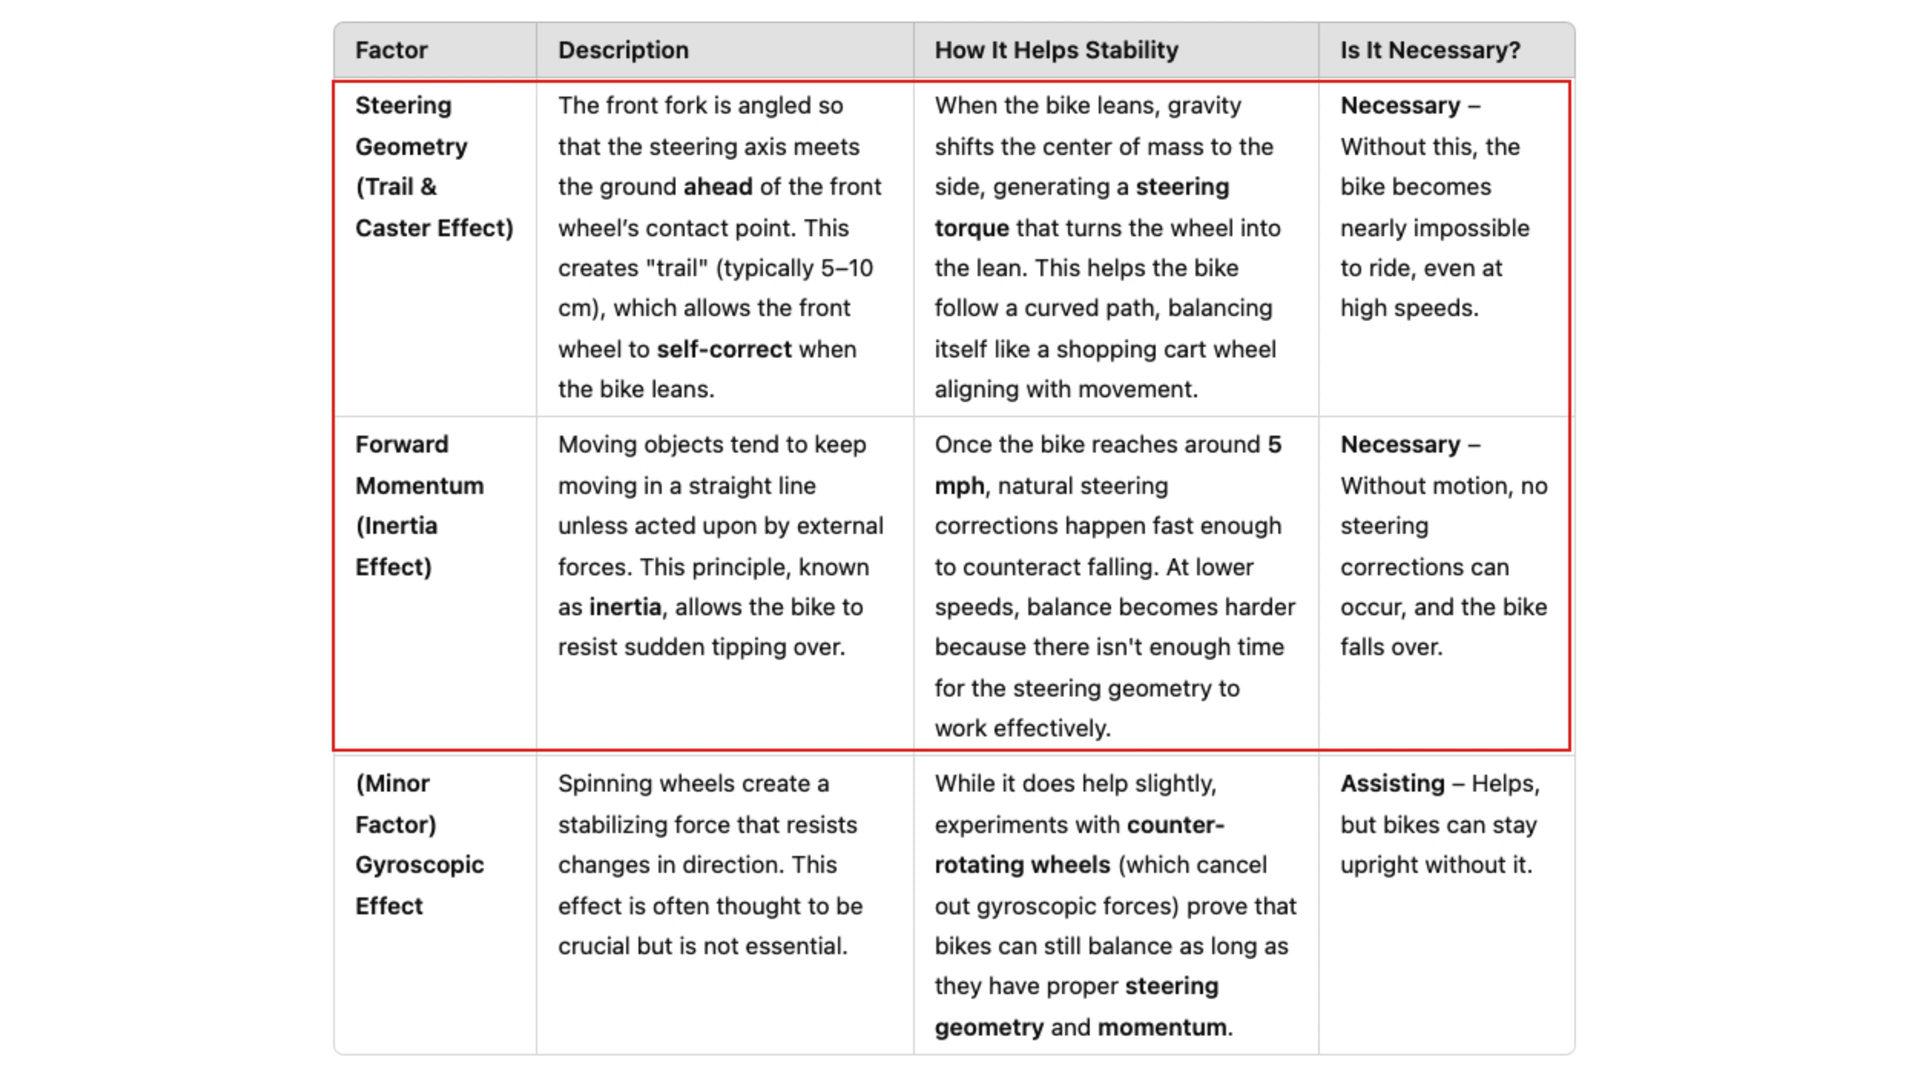 Factor
Description
How It Helps Stability
Is It Necessary?
Steering
Geometry
(Trail &
Caster Effect)
The front fork is angled so
that the steering axis meets
the ground ahead of the front
wheel’s contact point. This
creates "trail" (typically 5–10
cm), which allows the front
wheel to self-correct when
the bike leans.
When the bike leans, gravity
shifts the center of mass to the
side, generating a steering
torque that turns the wheel into
the lean. This helps the bike
follow a curved path, balancing
itself like a shopping cart wheel
aligning with movement.
Necessary –
Without this, the
bike becomes
nearly impossible
to ride, even at
high speeds.
Forward
Momentum
(Inertia
Effect)
Moving objects tend to keep
moving in a straight line
unless acted upon by external
forces. This principle, known
as inertia, allows the bike to
resist sudden tipping over.
Once the bike reaches around 5
mph, natural steering
corrections happen fast enough
to counteract falling. At lower
speeds, balance becomes harder
because there isn't enough time
for the steering geometry to
work effectively.
Necessary –
Without motion, no
steering
corrections can
occur, and the bike
falls over.
(Minor
Factor)
Gyroscopic
Effect
Spinning wheels create a
stabilizing force that resists
changes in direction. This
effect is often thought to be
crucial but is not essential.
While it does help slightly,
experiments with counter-
rotating wheels (which cancel
out gyroscopic forces) prove that
bikes can still balance as long as
they have proper steering
geometry and momentum.
Assisting – Helps,
but bikes can stay
upright without it.